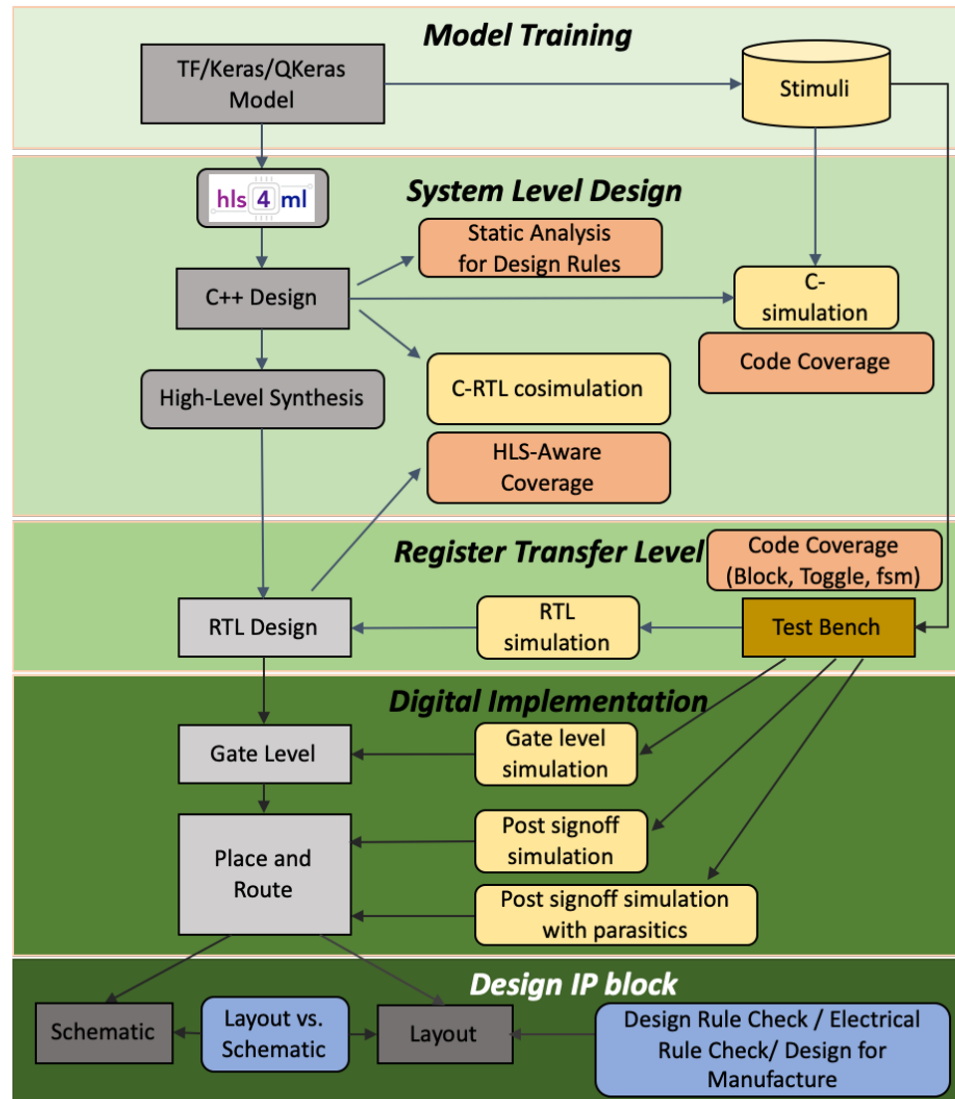 Model Training
TF/Keras/QKeras
Model
Stimuli
hls 4 ml
System Level Design
Static Analysis
for Design Rules
C++ Design
C-
simulation
Code Coverage
High-Level Synthesis
C-RTL cosimulation
HLS-Aware
Coverage
Register Transfer Level
Code Coverage
(Block, Toggle, fsm)
RTL Design
RTL
simulation
Test Bench
Digital Implementation
Gate Level
Gate level
simulation
Place and
Route
Post signoff
simulation
Post signoff simulation
with parasitics
Design IP block
Schematic
Layout vs.
Schematic
Layout
Design Rule Check / Electrical
Rule Check/ Design for
Manufacture